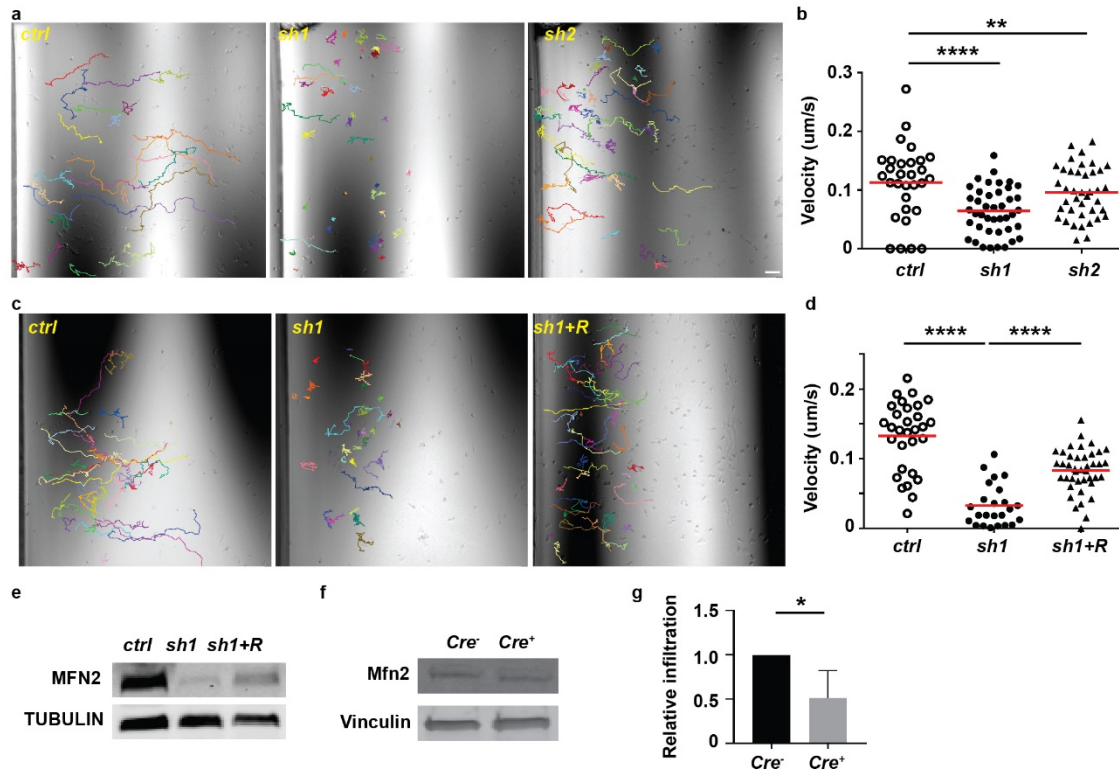 a
ctrl
sh1
sh2
b
**
****
Velocity (um/s)
0.3
0.2
0.1
0
ctrl sh1 sh2
c
ctrl
sh1
sh1+R
d
**** ****
Velocity (um/s)
0.2
0.1
0
ctrl sh1 sh1+R
e
ctrl sh1 sh1+R
MFN2
TUBULIN
f
Cre- Cre+
Mfn2
Vinculin
g
*
Relative infiltration
1.5
1.0
0.5
0
Cre- Cre+